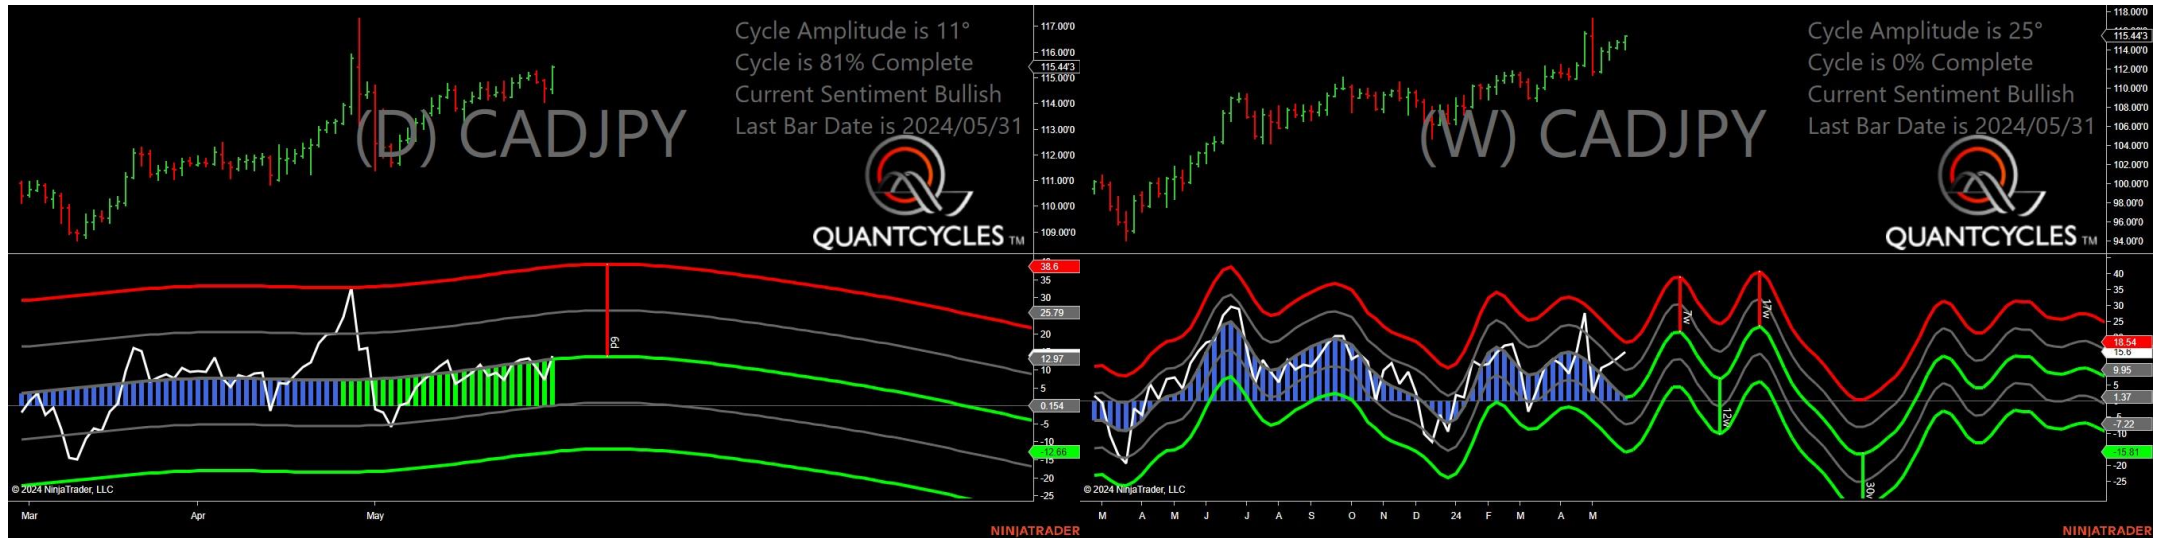 Cycle Amplitude is 11°
Cycle is 81% Complete
Current Sentiment Bullish
Last Bar Date is 2024/05/31
(D) CADJPY
QUANTCYCLES TM
117.00'0
116.00'0
115.44'3
115.00'0
114.00'0
113.00'0
112.00'0
111.00'0
110.00'0
109.00'0
38.6
35
30
25.79
20
12.97
10
5
0.154
-5
-10
-12.66
-15
-20
-25
6d
© 2024 NinjaTrader, LLC
Mar
Apr
May
NINJATRADER
Cycle Amplitude is 25°
Cycle is 0% Complete
Current Sentiment Bullish
Last Bar Date is 2024/05/31
(W) CADJPY
QUANTCYCLES TM
118.00'0
115.44'3
114.00'0
112.00'0
110.00'0
108.00'0
106.00'0
104.00'0
102.00'0
100.00'0
98.00'0
96.00'0
94.00'0
40
35
30
25
18.54
15.6
9.95
5
1.37
-5
-7.22
-10
-15.81
-20
-25
7w
12w
17w
30w
© 2024 NinjaTrader, LLC
M A M J J A S O N D 24 F M A M
NINJATRADER